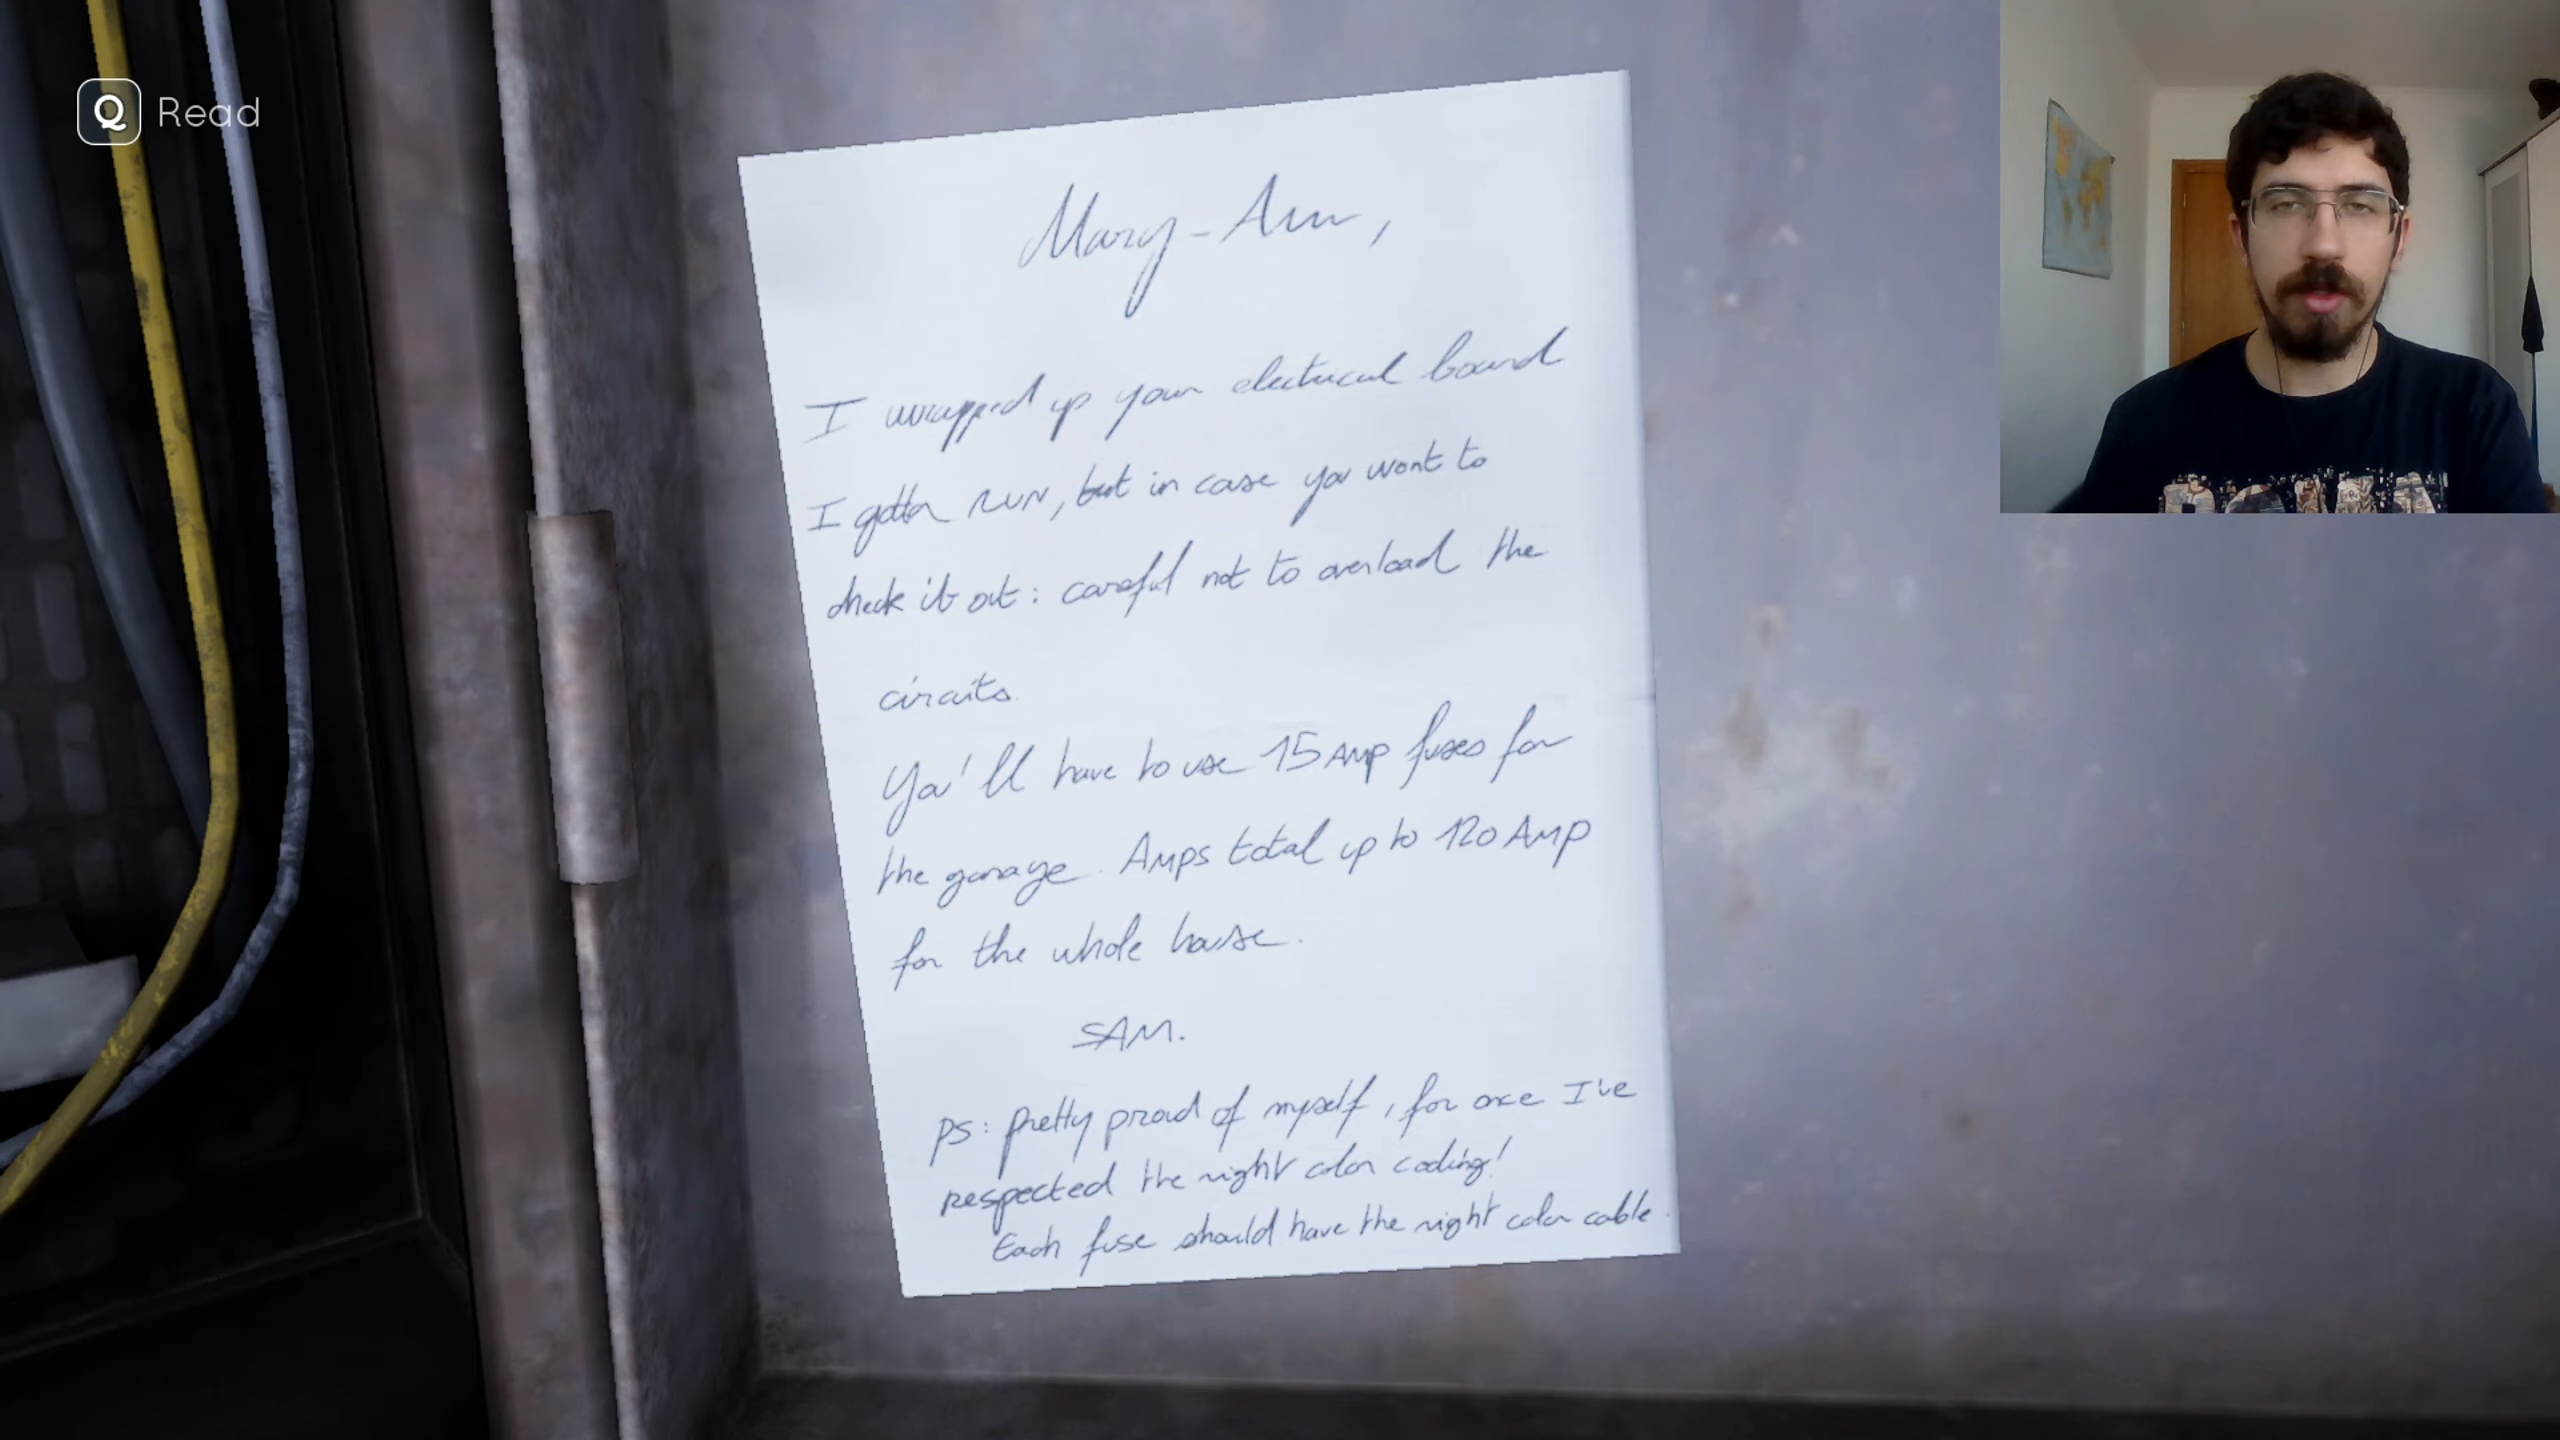 Q Read
Mary-Ann,
I wrapped up your electrical board
I gotta RUN, but in case you want to
check it out: careful not to overload the
circuits.
You'll have to use 15 AMP fuses for
the garage. AMPS total up to 120 AMP
for the whole house.
SAM.
PS: pretty proud of myself, for once I've
respected the right color coding!
Each fuse should have the right color cable.